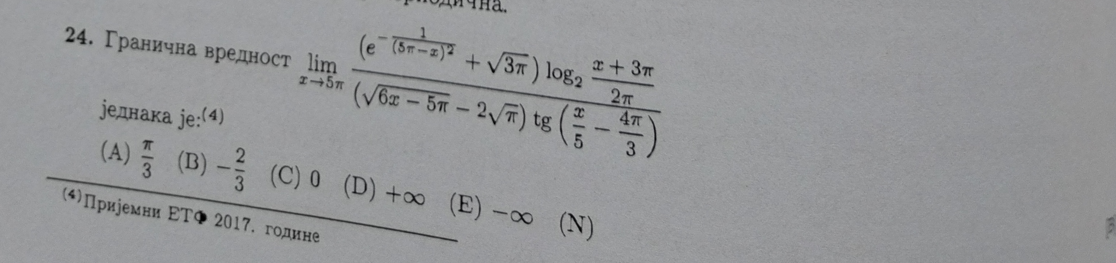 24. Гранична вредност $\lim_{x \to 5\pi} \frac{\left(e^{-\frac{1}{(5\pi-x)^2}} + \sqrt{3\pi}\right) \log_2 \frac{x+3\pi}{2\pi}}{\left(\sqrt{6x-5\pi} - 2\sqrt{\pi}\right) \operatorname{tg}\left(\frac{x}{5} - \frac{4\pi}{3}\right)}$
једнака је:(4)
(A) $\frac{\pi}{3}$ (B) $-\frac{2}{3}$ (C) 0 (D) $+\infty$ (E) $-\infty$ (N)
(4)Пријемни ЕТФ 2017. године